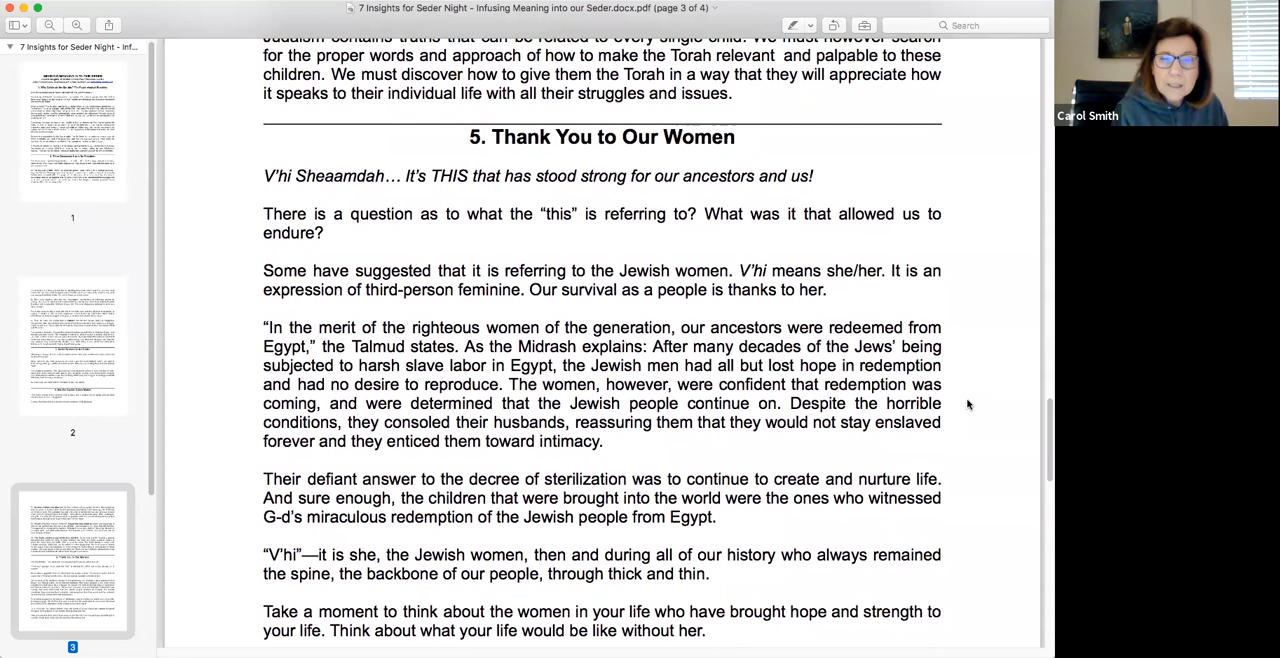 7 Insights for Seder Night - Infusing Meaning into our Seder.docx.pdf (page 3 of 4)
Search
7 Insights for Seder Night - Inf...
1
2
3
Carol Smith
Judaism contains truths that can be related to every single child. We must however search
for the proper words and approach of how to make the Torah relevant and palpable to these
children. We must discover how to give them the Torah in a way that they will appreciate how
it speaks to their individual life with all their struggles and issues.
5. Thank You to Our Women
V'hi Sheaamdah… It's THIS that has stood strong for our ancestors and us!
There is a question as to what the “this” is referring to? What was it that allowed us to
endure?
Some have suggested that it is referring to the Jewish women. V'hi means she/her. It is an
expression of third-person feminine. Our survival as a people is thanks to her.
“In the merit of the righteous women of the generation, our ancestors were redeemed from
Egypt,” the Talmud states. As the Midrash explains: After many decades of the Jews’ being
subjected to harsh slave labor in Egypt, the Jewish men had all but lost hope in redemption
and had no desire to reproduce. The women, however, were confident that redemption was
coming, and were determined that the Jewish people continue on. Despite the horrible
conditions, they consoled their husbands, reassuring them that they would not stay enslaved
forever and they enticed them toward intimacy.
Their defiant answer to the decree of sterilization was to continue to create and nurture life.
And sure enough, the children that were brought into the world were the ones who witnessed
G-d’s miraculous redemption of the Jewish people from Egypt.
“V’hi”—it is she, the Jewish woman, then and during all of our history who always remained
the spine, the backbone of our people, through thick and thin.
Take a moment to think about the women in your life who have brought hope and strength to
your life. Think about what your life would be like without her.